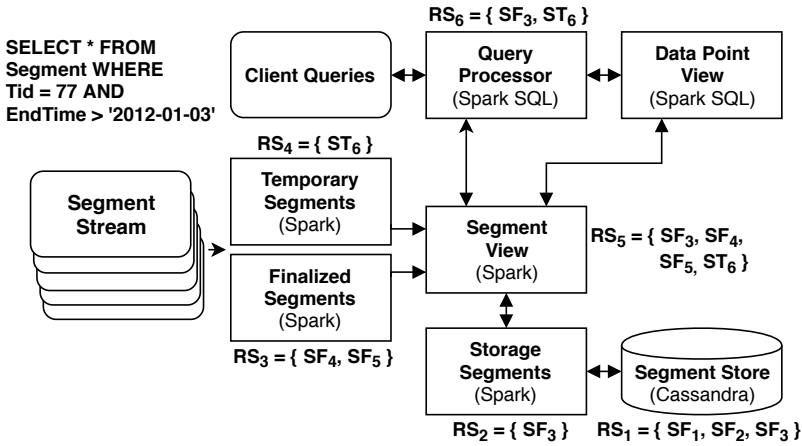 SELECT * FROM
Segment WHERE
Tid = 77 AND
EndTime > '2012-01-03'
RS6 = { SF3, ST6 }
Client Queries
Query
Processor
(Spark SQL)
Data Point
View
(Spark SQL)
RS4 = { ST6 }
Segment
Stream
Temporary
Segments
(Spark)
Segment
View
(Spark)
RS5 = { SF3, SF4,
SF5, ST6 }
Finalized
Segments
(Spark)
RS3 = { SF4, SF5 }
Storage
Segments
(Spark)
Segment Store
(Cassandra)
RS2 = { SF3 }
RS1 = { SF1, SF2, SF3 }